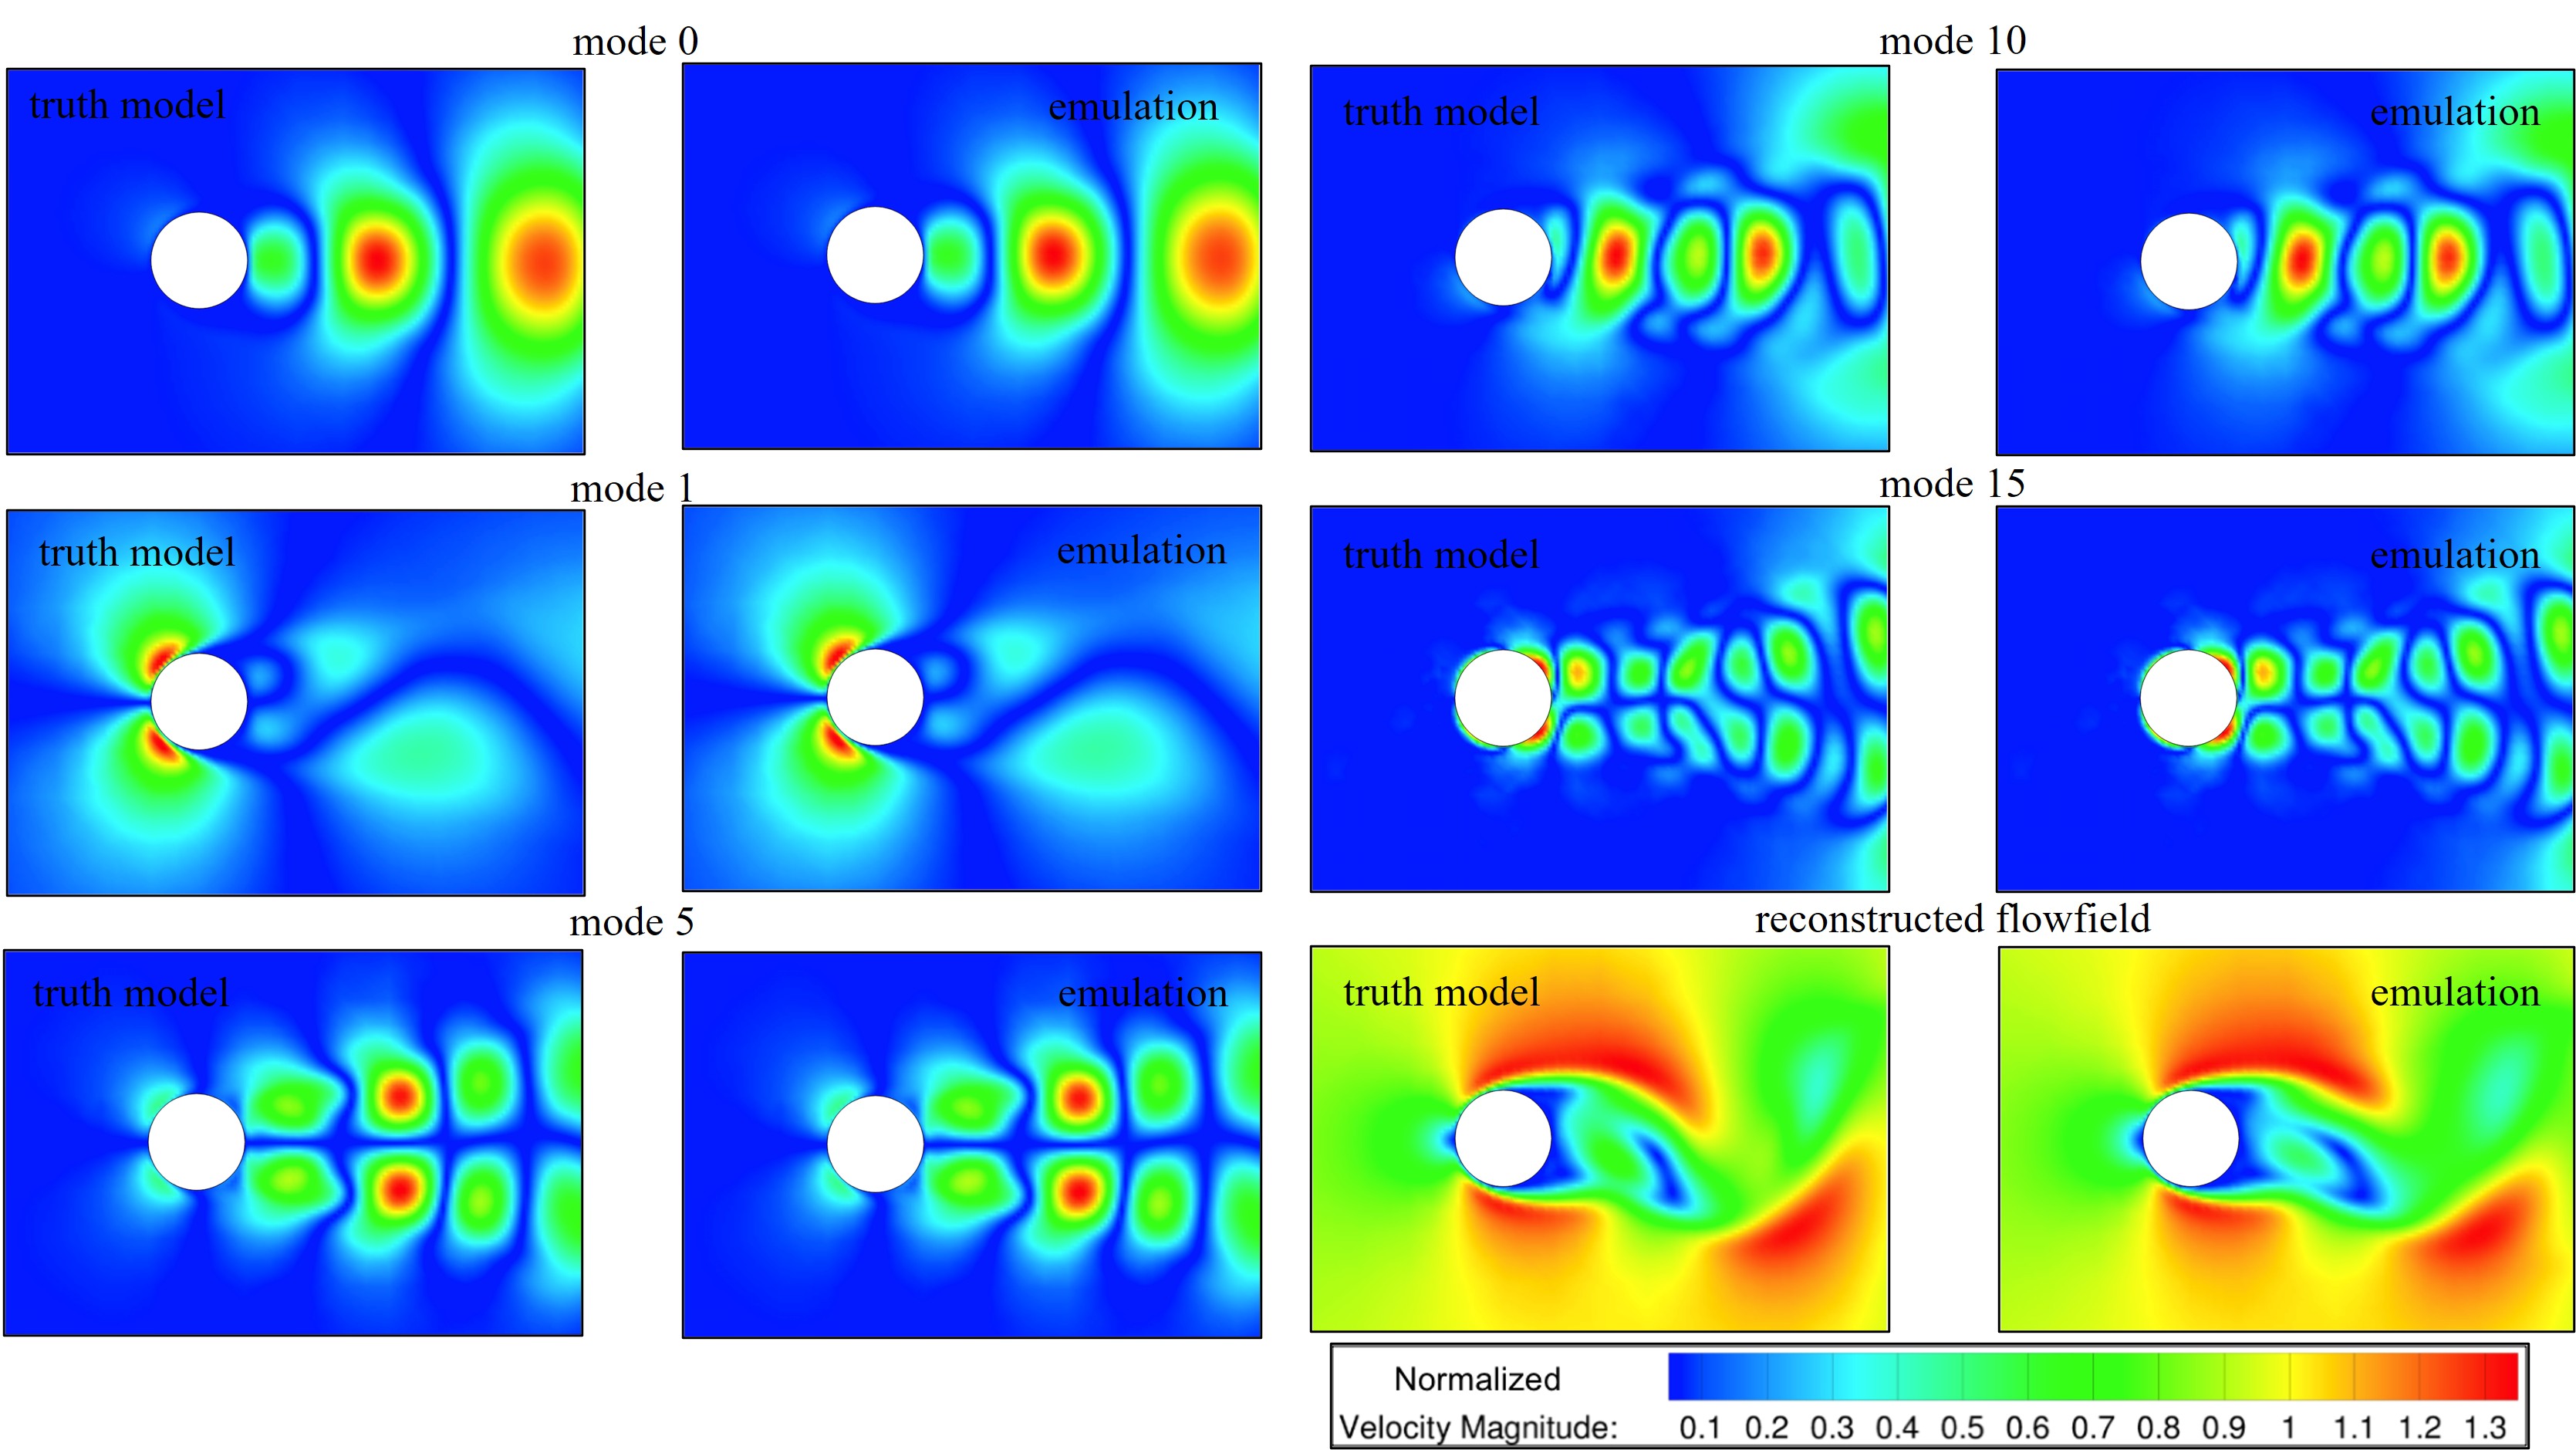 mode 0
mode 10
truth model
emulation
truth model
emulation
mode 1
mode 15
truth model
emulation
truth model
emulation
mode 5
reconstructed flowfield
truth model
emulation
truth model
emulation
Normalized
Velocity Magnitude: 0.1 0.2 0.3 0.4 0.5 0.6 0.7 0.8 0.9 1 1.1 1.2 1.3